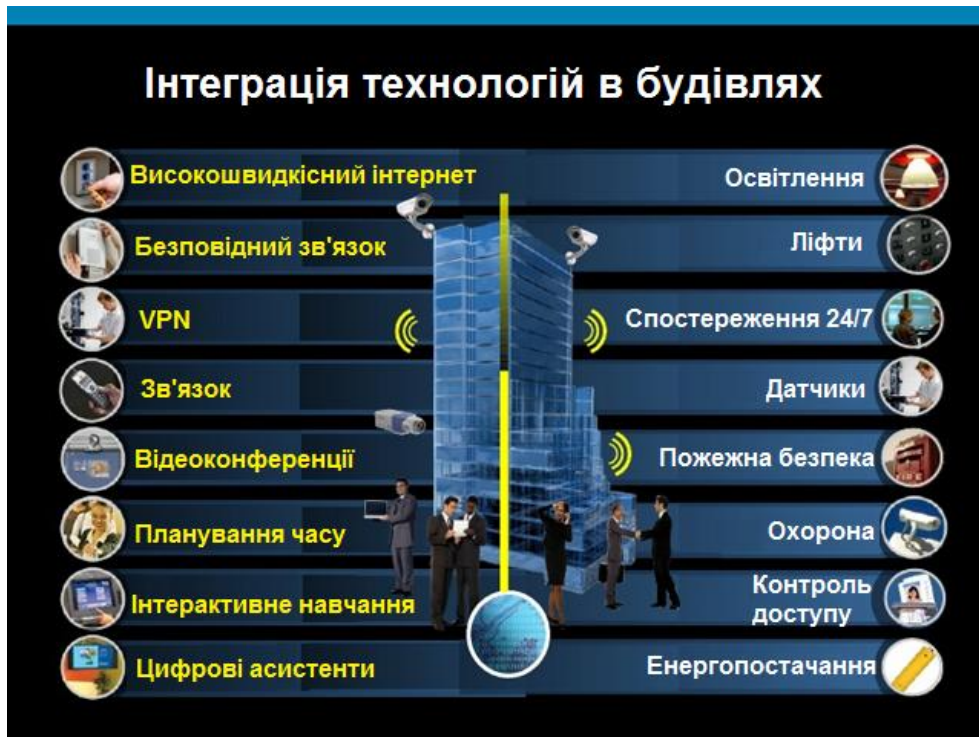 Інтеграція технологій в будівлях
Високошвидкісний інтернет
Безповідний зв'язок
VPN
Зв'язок
Відеоконференції
Планування часу
Інтерактивне навчання
Цифрові асистенти
Освітлення
Ліфти
Спостереження 24/7
Датчики
Пожежна безпека
Охорона
Контроль
доступу
Енергопостачання